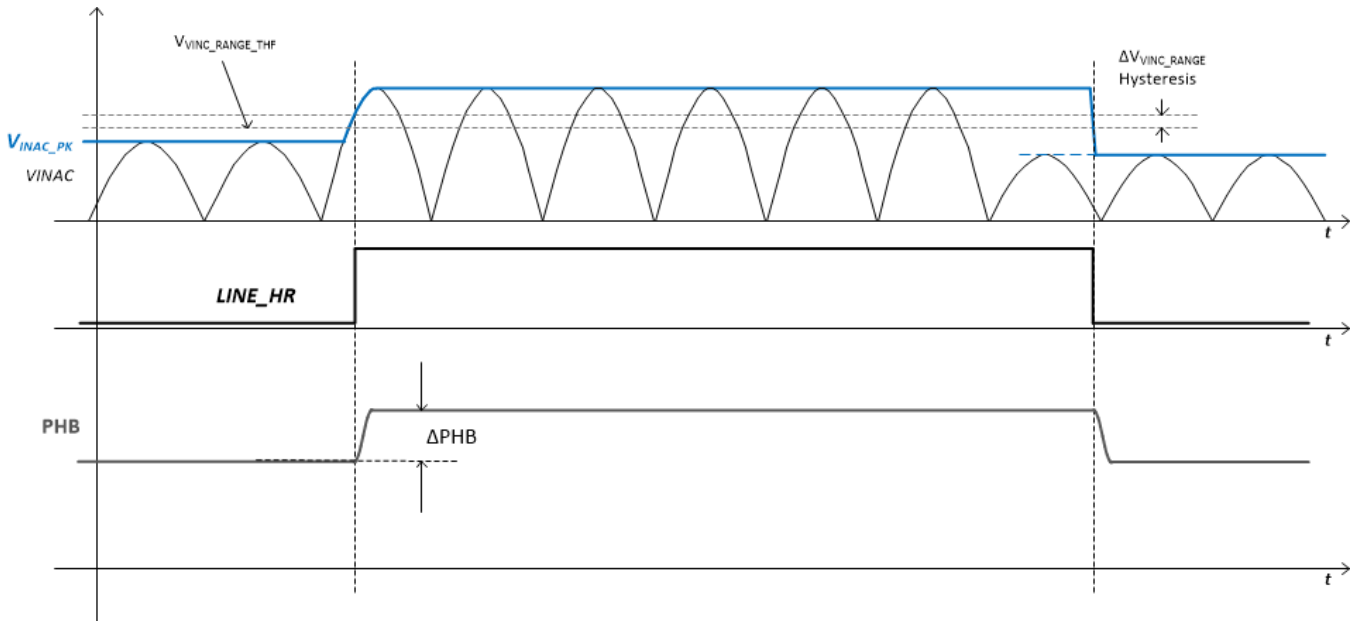 VVINC_RANGE_THF
ΔVVINC_RANGE
Hysteresis
VINAC_PK
VINAC
t
LINE_HR
t
PHB
ΔPHB
t